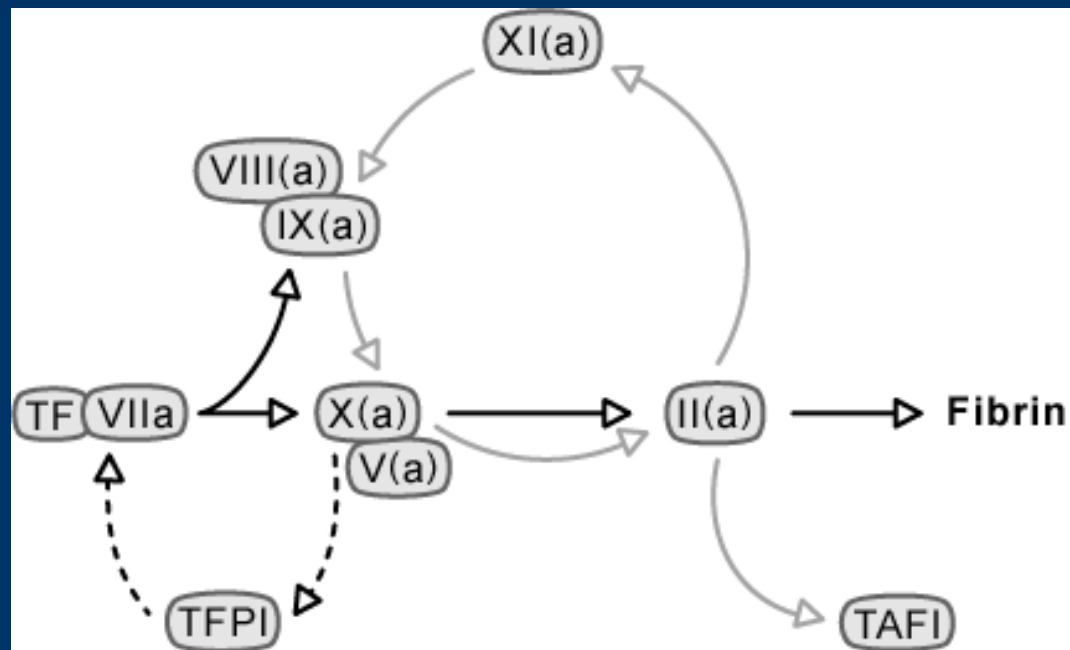 XI(a)
VIII(a)
IX(a)
TF VIIa
X(a)
II(a)
Fibrin
V(a)
TFPI
TAFI